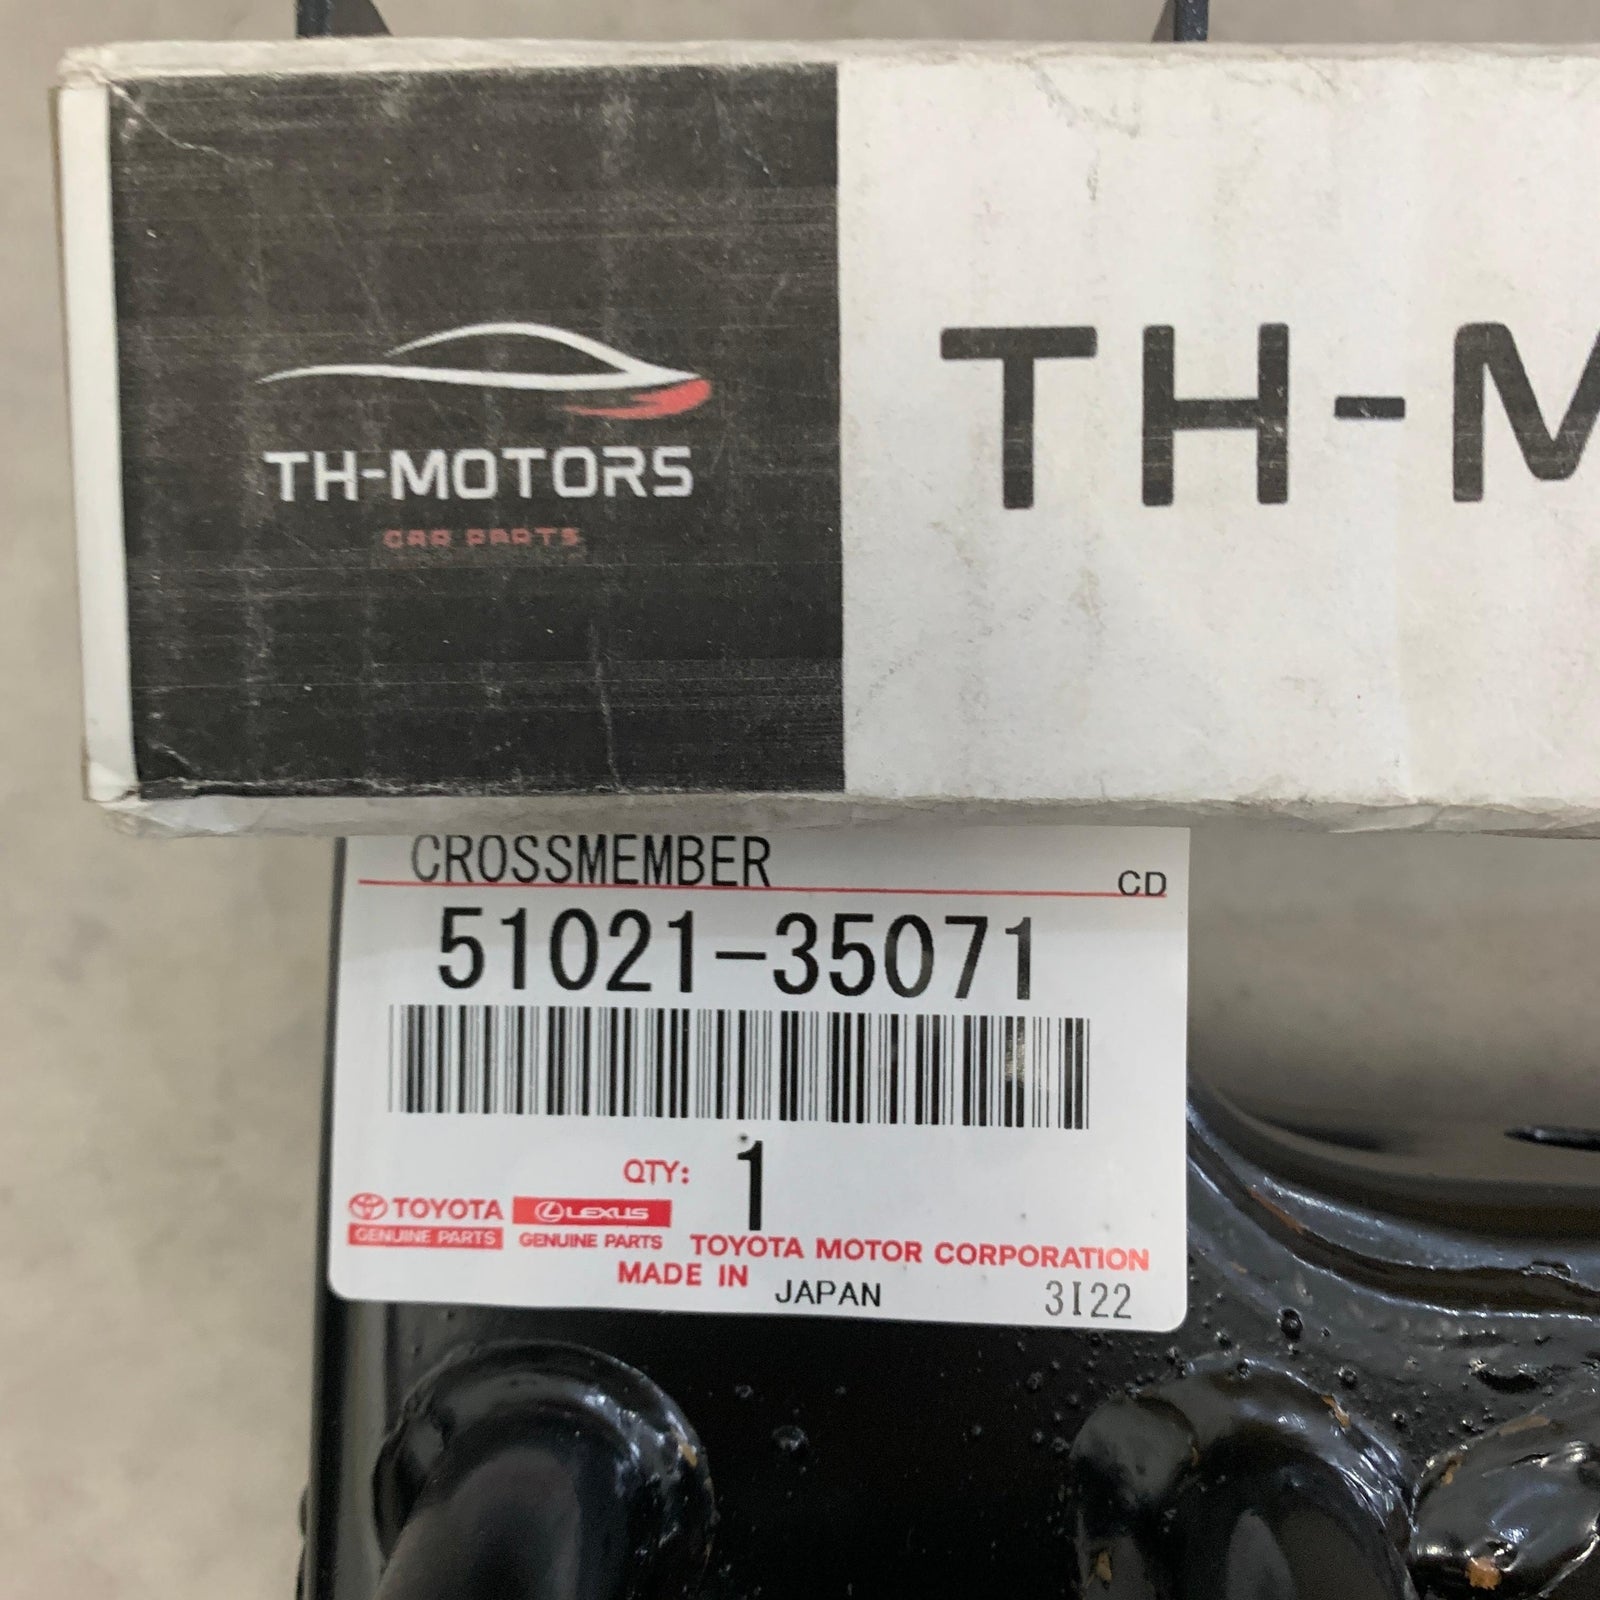 TH-MOTORS
CAR PARTS
TH-M
CROSSMEMBER
CD
51021-35071
QTY: 1
TOYOTA LEXUS
GENUINE PARTS GENUINE PARTS
TOYOTA MOTOR CORPORATION
MADE IN JAPAN 3I22